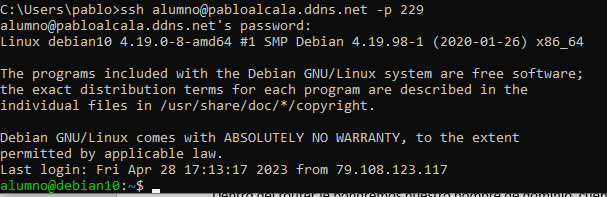 C:\Users\pablo>ssh alumno@pabloalcala.ddns.net -p 229
alumno@pabloalcala.ddns.net's password:
Linux debian10 4.19.0-8-amd64 #1 SMP Debian 4.19.98-1 (2020-01-26) x86_64
The programs included with the Debian GNU/Linux system are free software;
the exact distribution terms for each program are described in the
individual files in /usr/share/doc/*/copyright.
Debian GNU/Linux comes with ABSOLUTELY NO WARRANTY, to the extent
permitted by applicable law.
Last login: Fri Apr 28 17:13:17 2023 from 79.108.123.117
alumno@debian10:~$